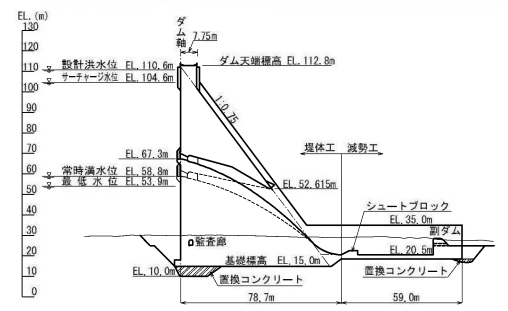 EL.(m)
130
120
110
100
90
80
70
60
50
40
30
20
10
0
ダム軸
7.75m
設計洪水位 EL.110.6m
サーチャージ水位 EL.104.6m
ダム天端標高 EL.112.8m
1:0.75
EL.67.3m
堤体工
減勢工
常時満水位 EL.58.8m
最低水位 EL.53.9m
EL.52.615m
シュートブロック
EL.35.0m
副ダム
監査廊
EL.20.5m
基礎標高 EL.15.0m
EL.10.0m
置換コンクリート
置換コンクリート
78.7m
59.0m